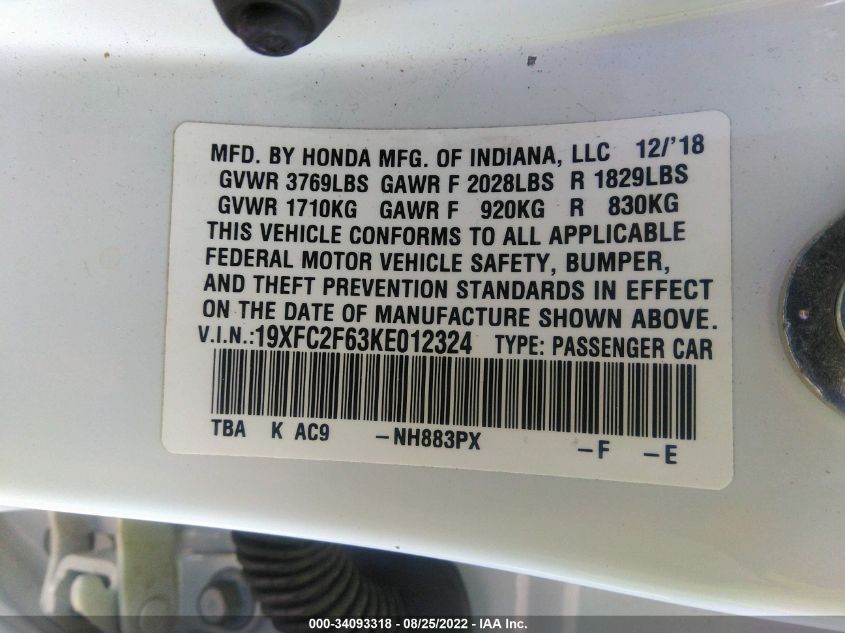 MFD. BY HONDA MFG. OF INDIANA, LLC 12/'18
GVWR 3769LBS GAWR F 2028LBS R 1829LBS
GVWR 1710KG GAWR F 920KG R 830KG
THIS VEHICLE CONFORMS TO ALL APPLICABLE
FEDERAL MOTOR VEHICLE SAFETY, BUMPER,
AND THEFT PREVENTION STANDARDS IN EFFECT
ON THE DATE OF MANUFACTURE SHOWN ABOVE.
V.I.N.:19XFC2F63KE012324 TYPE: PASSENGER CAR
TBA K AC9 -NH883PX -F -E
000-34093318 - 08/25/2022 - IAA Inc.